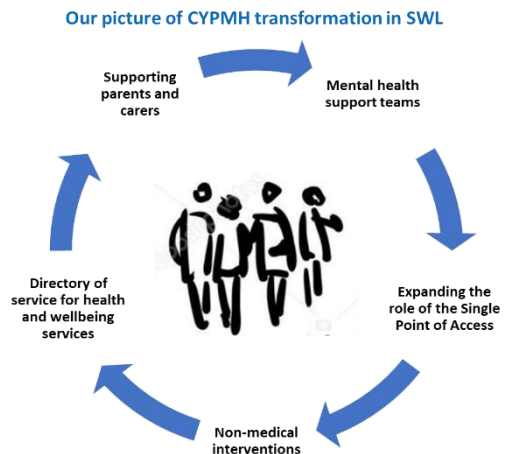 Our picture of CYPMH transformation in SWL
Supporting
parents and
carers
Mental health
support teams
Expanding the
role of the Single
Point of Access
Non-medical
interventions
Directory of
service for health
and wellbeing
services